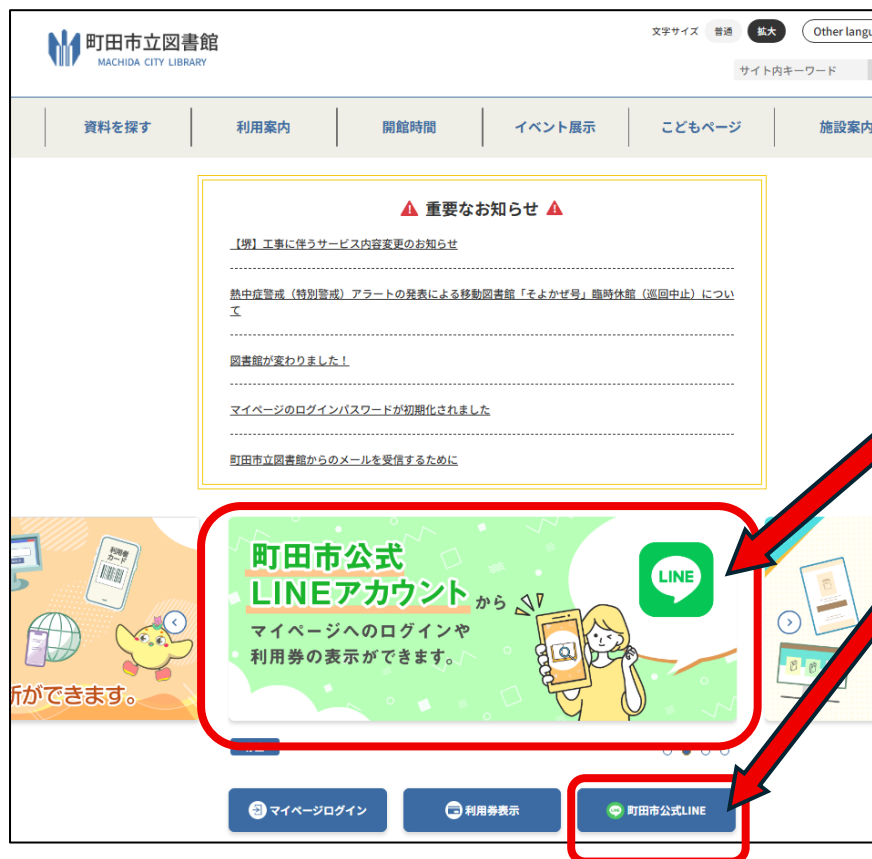 町田市立図書館
MACHIDA CITY LIBRARY
文字サイズ 普通 拡大 Other langu
サイト内キーワード
資料を探す 利用案内 開館時間 イベント展示 こどもページ 施設案内
重要なお知らせ
【堺】工事に伴うサービス内容変更のお知らせ
熱中症警戒（特別警戒）アラートの発表による移動図書館「そよかぜ号」臨時休館（巡回中止）につい
て
図書館が変わりました！
マイページのログインパスワードが初期化されました
町田市立図書館からのメールを受信するために
利用者
カード
ができます。
町田市公式
LINEアカウントから
マイページへのログインや
利用券の表示ができます。
LINE
マイページログイン 利用券表示 町田市公式LINE